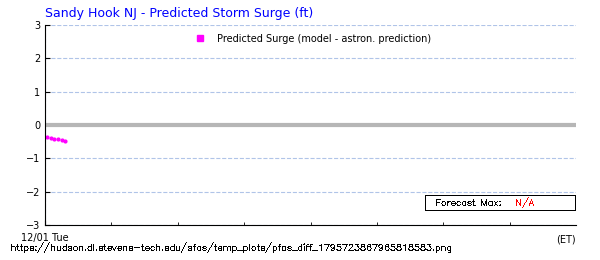 Sandy Hook NJ - Predicted Storm Surge (ft)
3
Predicted Surge (model - astron. prediction)
2
1
0
−1
−2
Forecast Max: N/A
−3
12/01 Tue
(ET)
https://hudson.dl.stevens-tech.edu/sfas/temp_plots/pfas_diff_1795723867965818583.png